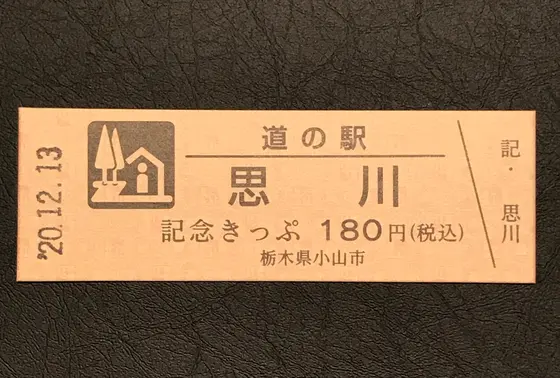 '20.12.13
道の駅
思川
記念きっぷ 180円(税込)
栃木県小山市
記・思川